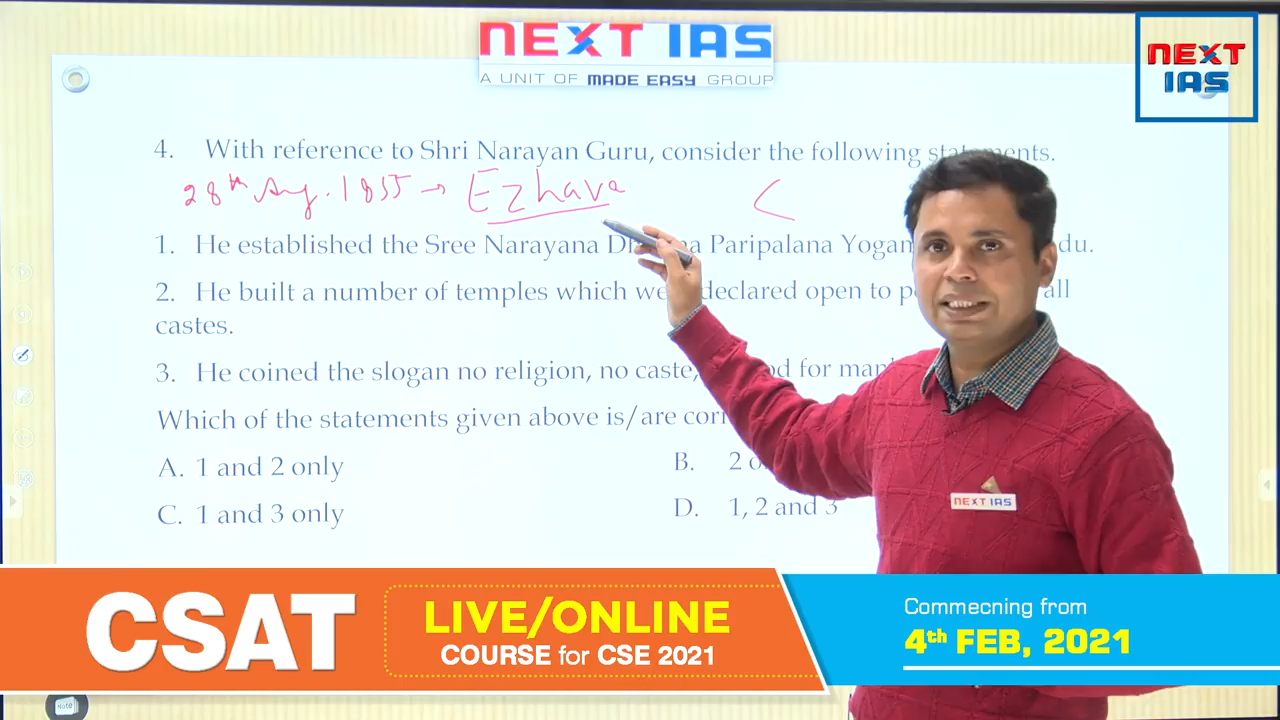 NEXT IAS
A UNIT OF MADE EASY GROUP
NEXT
IAS
4. With reference to Shri Narayan Guru, consider the following statements.
28th Aug. 1855 → Ezhava
1. He established the Sree Narayana Paripalana Yogam du.
2. He built a number of temples which declared open to all
castes.
3. He coined the slogan no religion, no caste, for
Which of the statements given above is/are
A. 1 and 2 only
B. 2
C. 1 and 3 only
D. 1, 2 and 3
NEXT IAS
CSAT
LIVE/ONLINE
COURSE for CSE 2021
Commecning from
4th FEB, 2021
Note